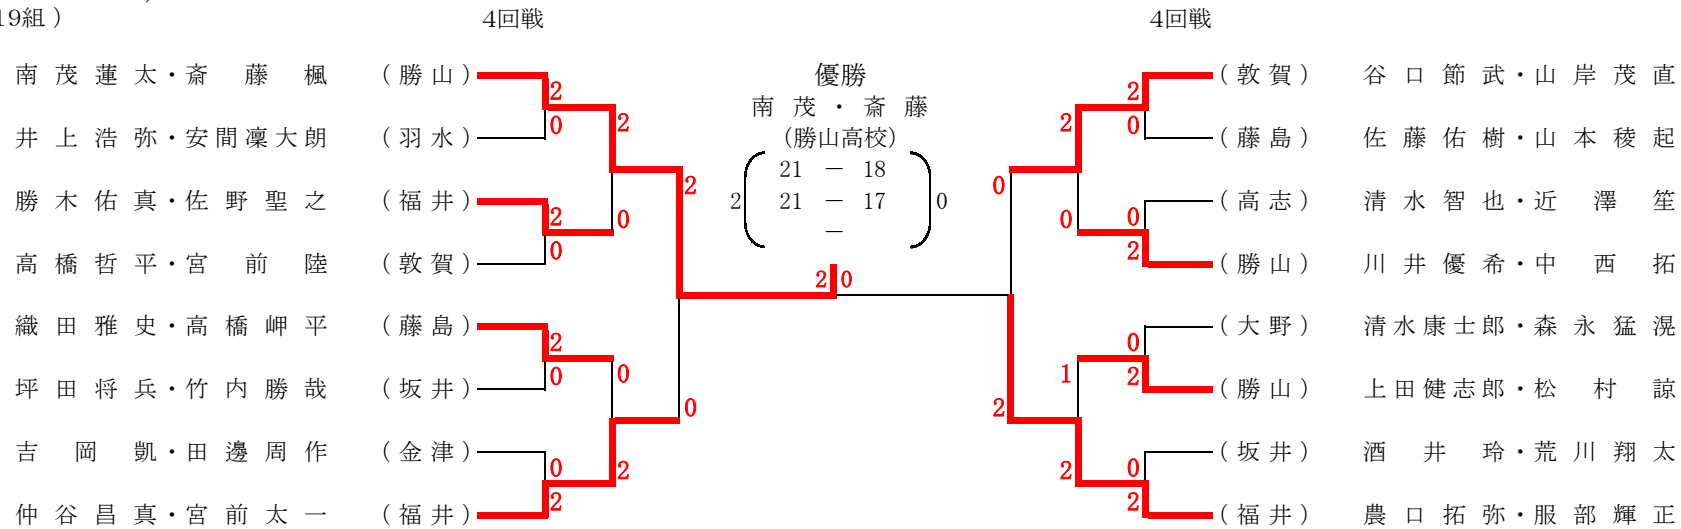 19組） 4回戦 4回戦
南茂蓮太・斎藤楓 （勝山） 優勝 （敦賀） 谷口節武・山岸茂直
2 2
南茂・斎藤
2 2
井上浩弥・安間凜大朗 （羽水） 0 (勝山高校) 0 （藤島） 佐藤佑樹・山本稜起
21 － 18
2 0
勝木佑真・佐野聖之 （福井） 2 21 － 17 0 （高志） 清水智也・近澤笙
2 0 0 0
－
高橋哲平・宮前陸 （敦賀） 0 2 （勝山） 川井優希・中西拓
2 0
織田雅史・高橋岬平 （藤島） （大野） 清水康士郎・森永猛滉
2 0
0 1
坪田将兵・竹内勝哉 （坂井） 0 2 （勝山） 上田健志郎・松村諒
0 2
吉岡凱・田邊周作 （金津） （坂井） 酒井玲・荒川翔太
0 2 2 0
仲谷昌真・宮前太一 （福井） 2 2 （福井） 農口拓弥・服部輝正